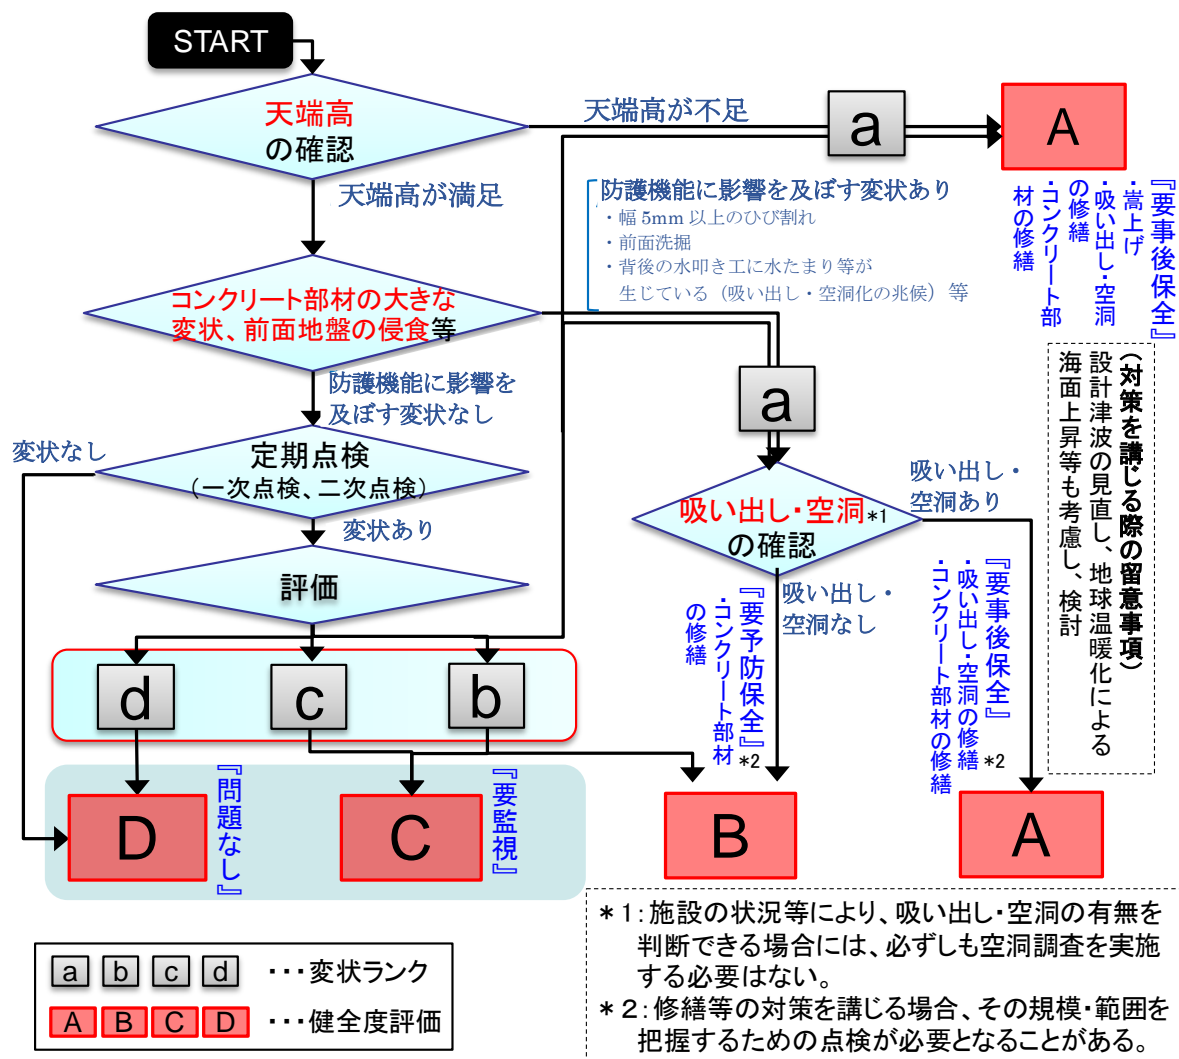 START
天端高
の確認
天端高が不足
a
A
『要事後保全』
・嵩上げ
・吸い出し・空洞
の修繕
・コンクリート部
材の修繕
天端高が満足
防護機能に影響を及ぼす変状あり
・幅 5mm 以上のひび割れ
・前面洗掘
・背後の水叩き工に水たまり等が
生じている（吸い出し・空洞化の兆候）等
コンクリート部材の大きな
変状、前面地盤の侵食等
防護機能に影響を
及ぼす変状なし
a
（対策を講じる際の留意事項）
設計津波の見直し、地球温暖化による
海面上昇等も考慮し、検討
変状なし
定期点検
(一次点検、二次点検)
変状あり
吸い出し・空洞*1
の確認
吸い出し・
空洞あり
吸い出し・
空洞なし
評価
『要予防保全』
・コンクリート部材*2
の修繕
『要事後保全』
・吸い出し・空洞の修繕
・コンクリート部材の修繕*2
d
c
b
D
『問題なし』
C
『要監視』
B
A
＊1：施設の状況等により、吸い出し・空洞の有無を
判断できる場合には、必ずしも空洞調査を実施
する必要はない。
＊２：修繕等の対策を講じる場合、その規模・範囲を
把握するための点検が必要となることがある。
a b c d ・・・変状ランク
A B C D ・・・健全度評価